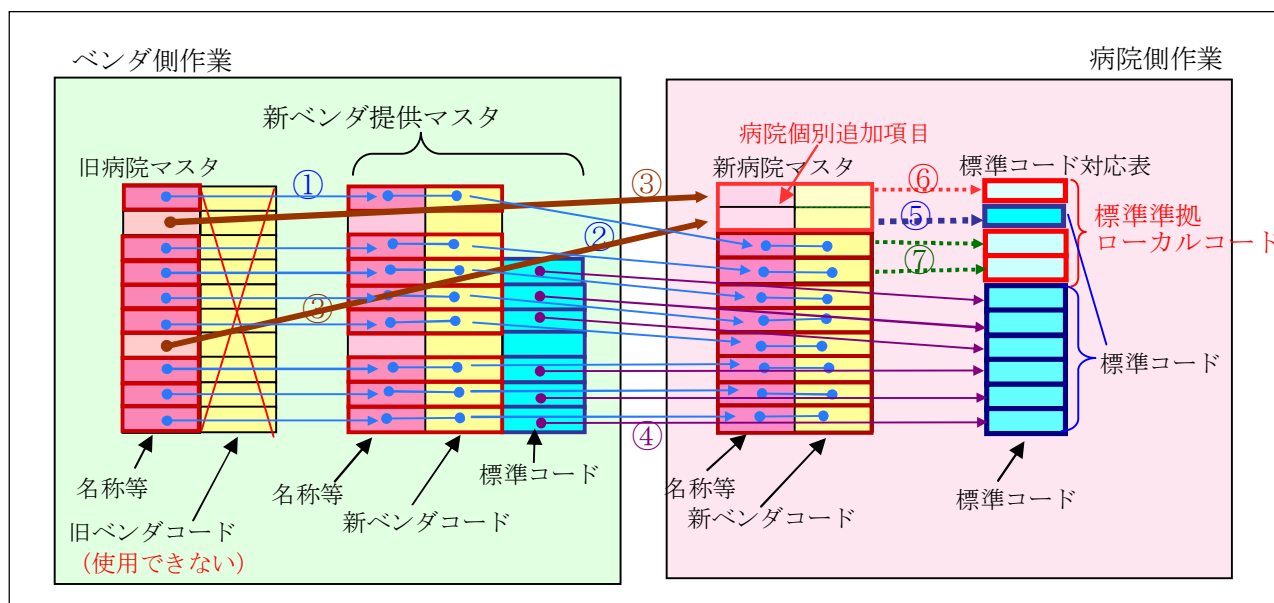 ベンダ側作業
病院側作業
新ベンダ提供マスタ
病院個別追加項目
旧病院マスタ
新病院マスタ
標準コード対応表
①
③
⑥
⑤
②
⑦
③
標準準拠
ローカルコード
標準コード
④
名称等
名称等
標準コード
名称等
標準コード
旧ベンダコード
新ベンダコード
新ベンダコード
(使用できない)